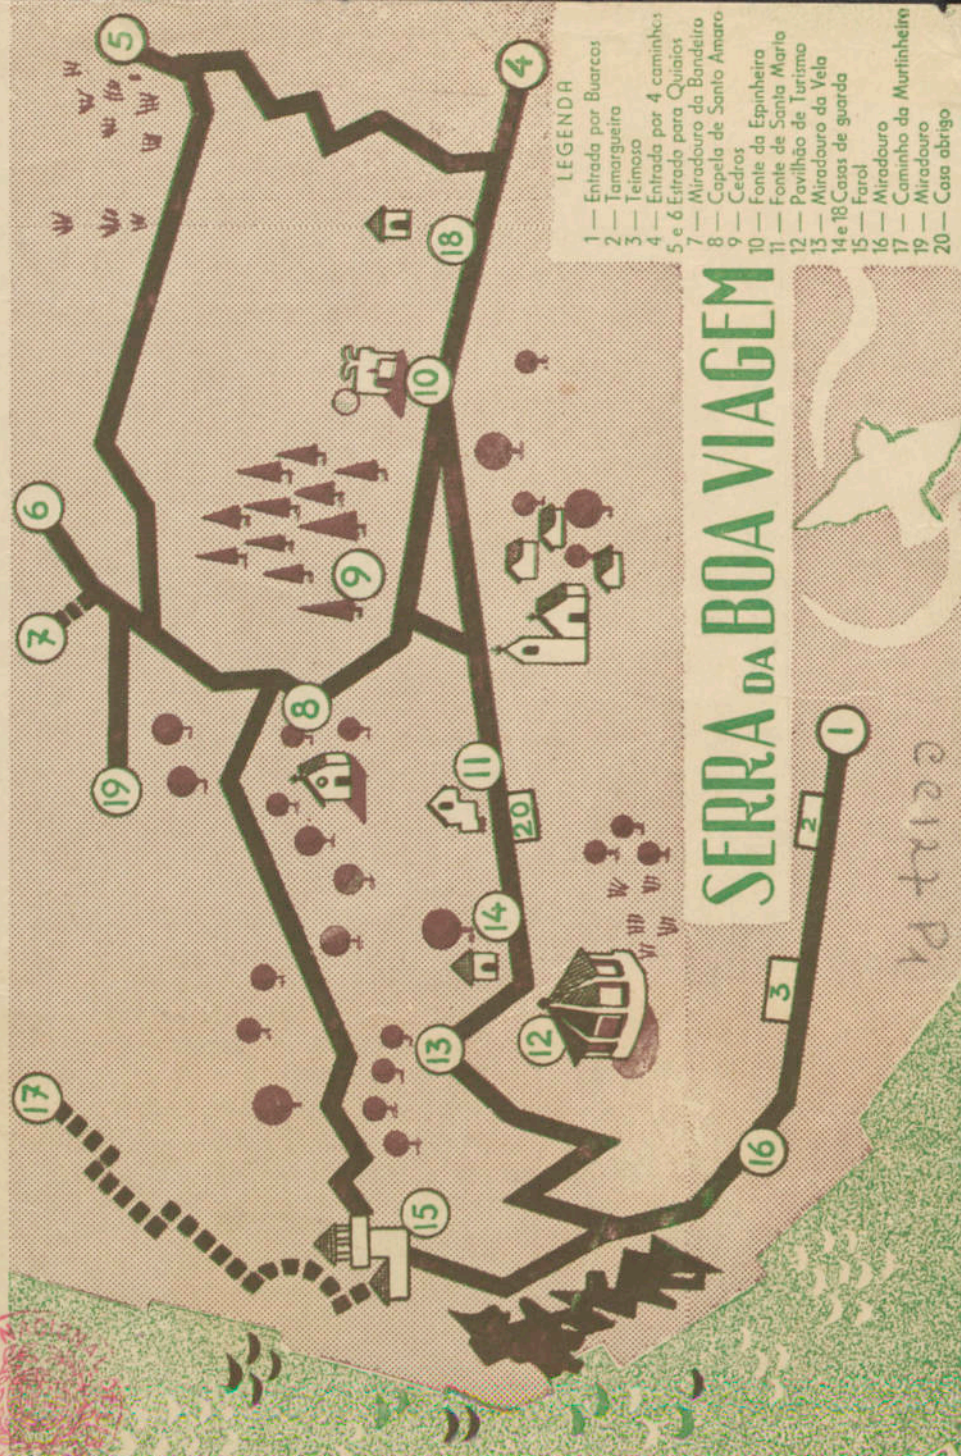 SERRA DA BOA VIAGEM
LEGENDA
1 — Entrada por Buarcos
2 — Tamargueira
3 — Teimoso
4 — Entrada por 4 caminhos
5 e 6 Estrada para Quiaios
7 — Miradouro da Bandeira
8 — Capela de Santo Amaro
9 — Cedros
10 — Fonte da Espinheira
11 — Fonte de Santa Marta
12 — Pavilhão de Turismo
13 — Miradouro da Vela
14 e 18 Casas de guarda
15 — Farol
16 — Miradouro
17 — Caminho da Murtinheira
19 — Miradouro
20 — Casa abrigo
5
4
6
7
18
10
9
8
19
11
20
14
13
12
17
15
16
3
2
1